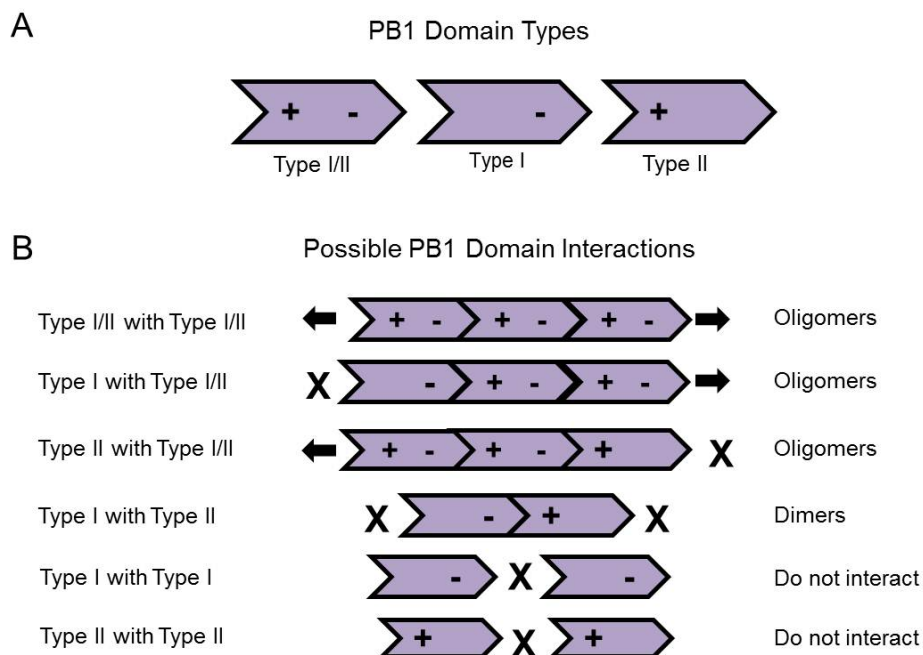 A
PB1 Domain Types
+ - - +
Type I/II Type I Type II
B
Possible PB1 Domain Interactions
Type I/II with Type I/II + - + - + - Oligomers
Type I with Type I/II X - + - + - Oligomers
Type II with Type I/II + - + - + X Oligomers
Type I with Type II X - + X Dimers
Type I with Type I - X - Do not interact
Type II with Type II + X + Do not interact